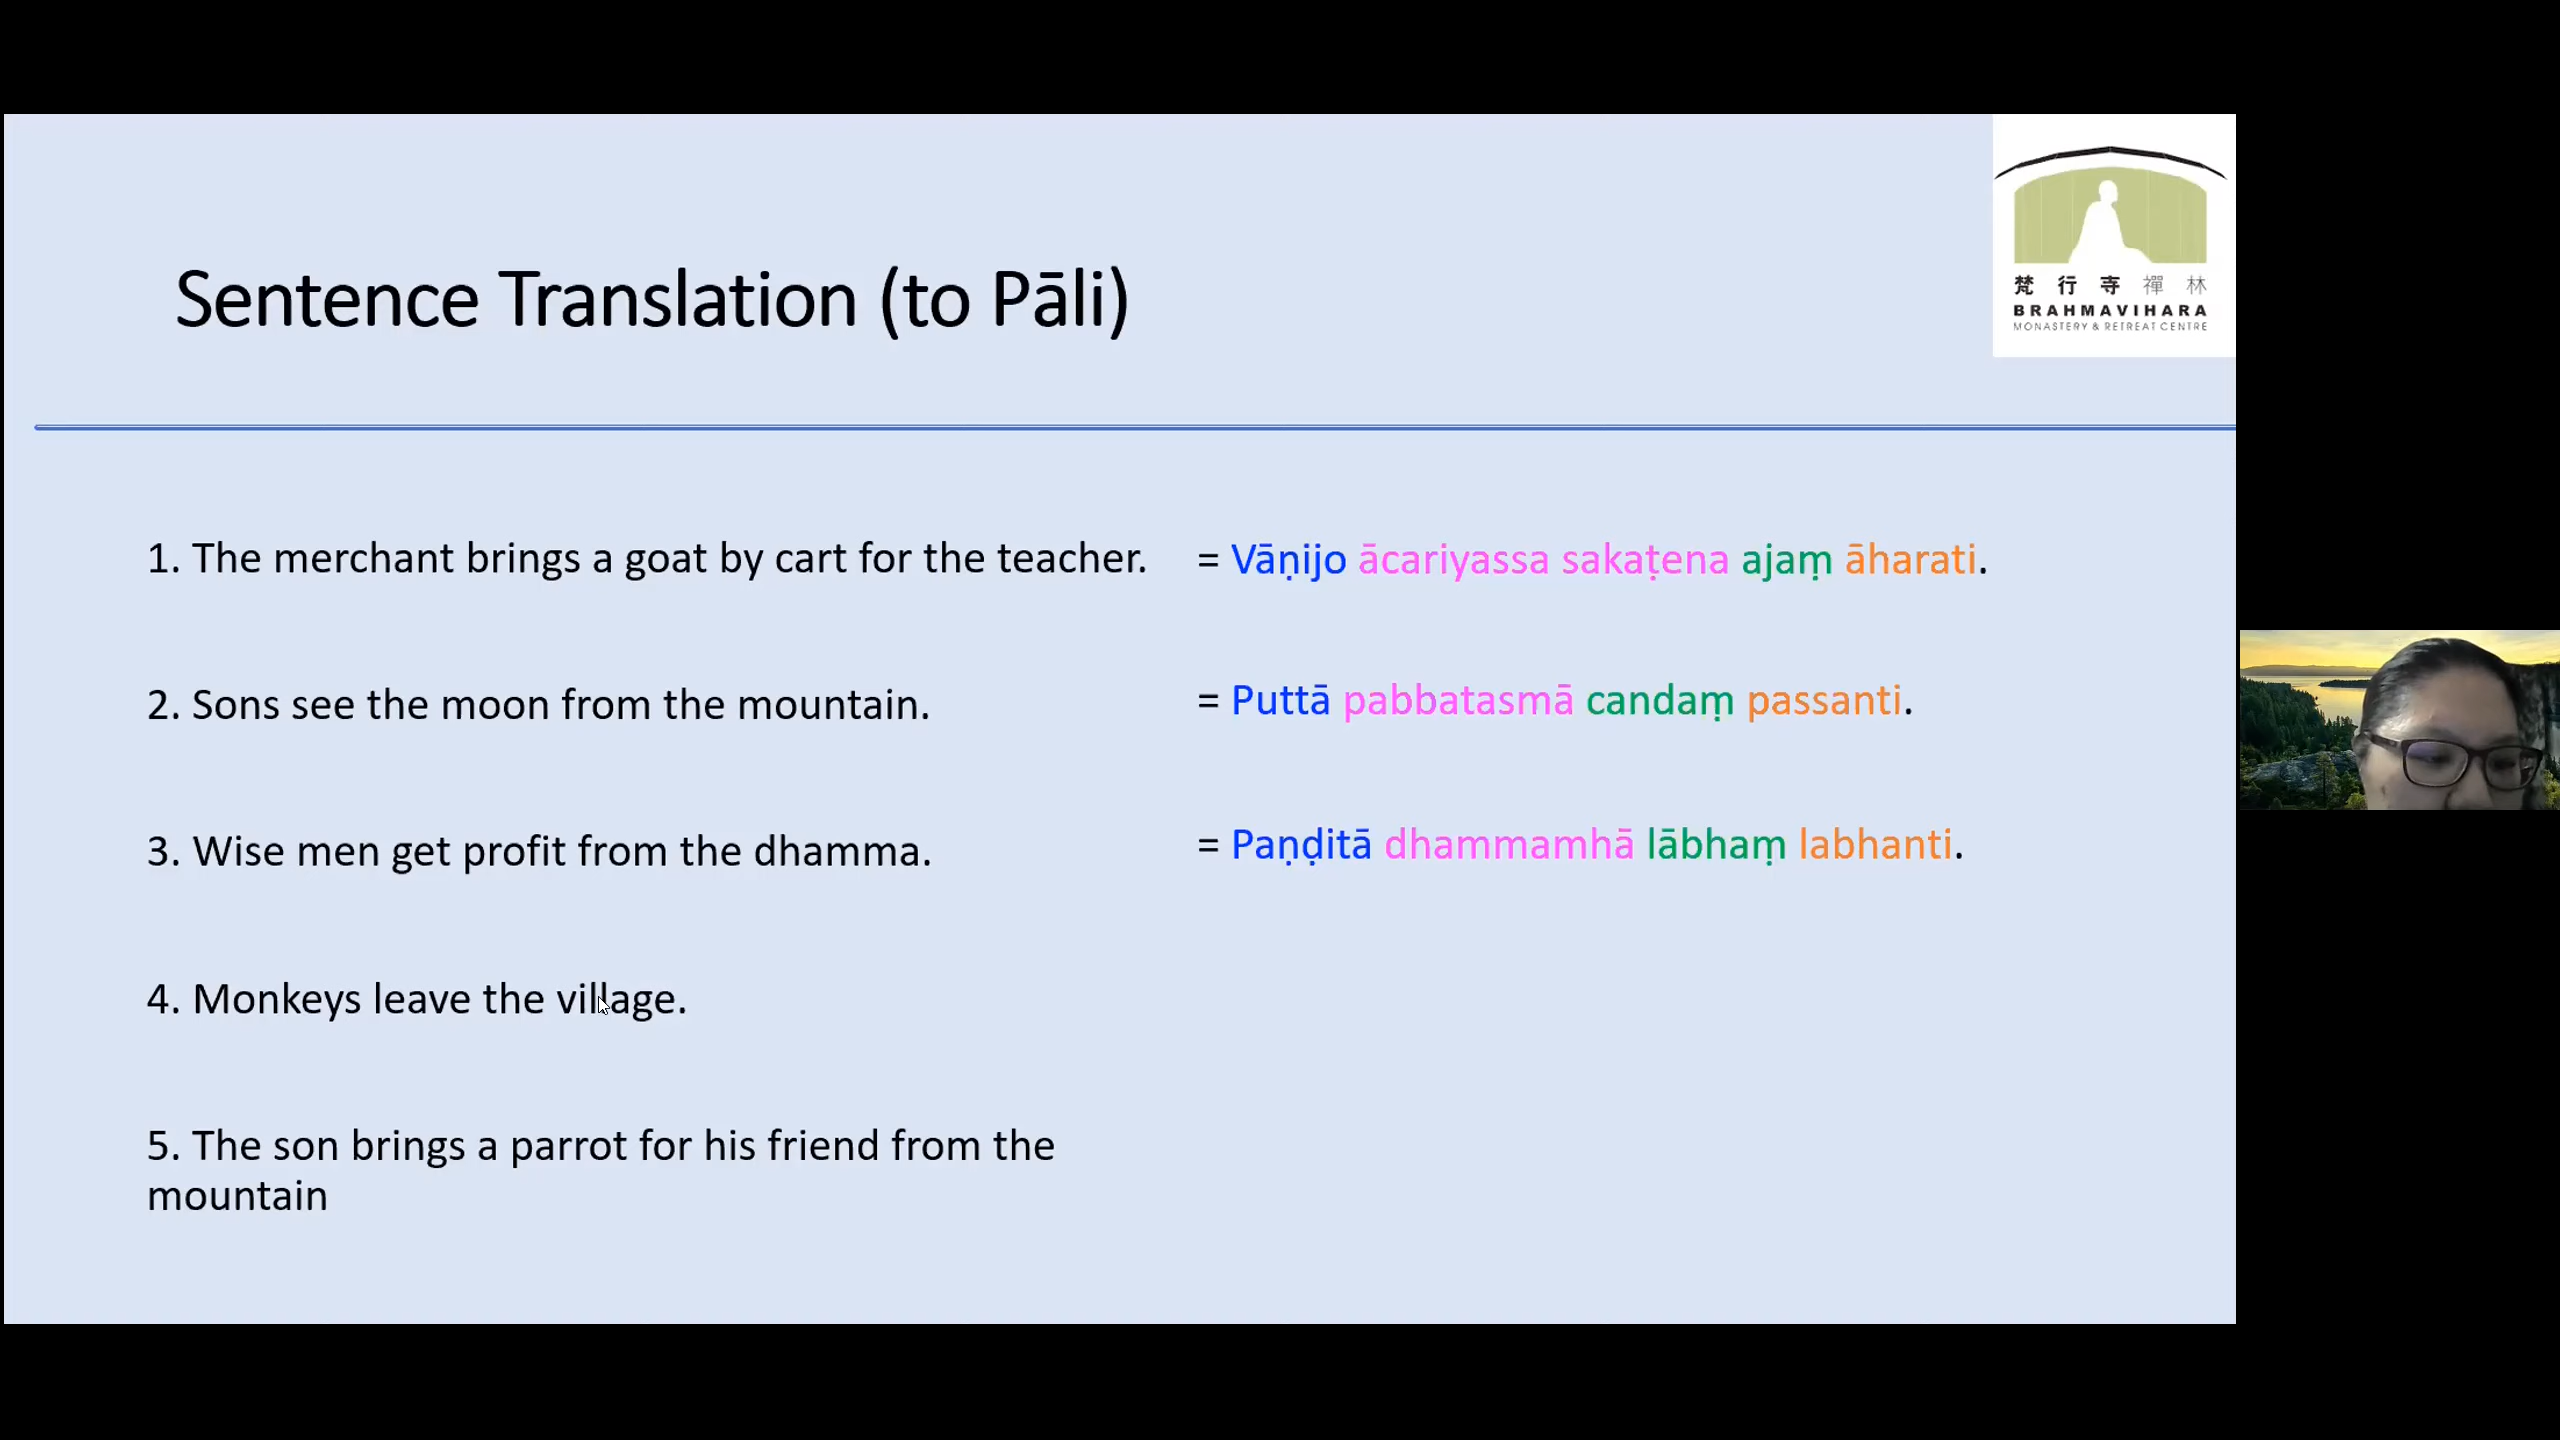 梵行寺禪林
BRAHMAVIHARA
MONASTERY & RETREAT CENTRE
Sentence Translation (to Pāli)
1. The merchant brings a goat by cart for the teacher. = Vāṇijo ācariyassa sakaṭena ajaṃ āharati.
2. Sons see the moon from the mountain. = Puttā pabbatasmā candaṃ passanti.
3. Wise men get profit from the dhamma. = Paṇḍitā dhammamhā lābhaṃ labhanti.
4. Monkeys leave the village.
5. The son brings a parrot for his friend from the
mountain